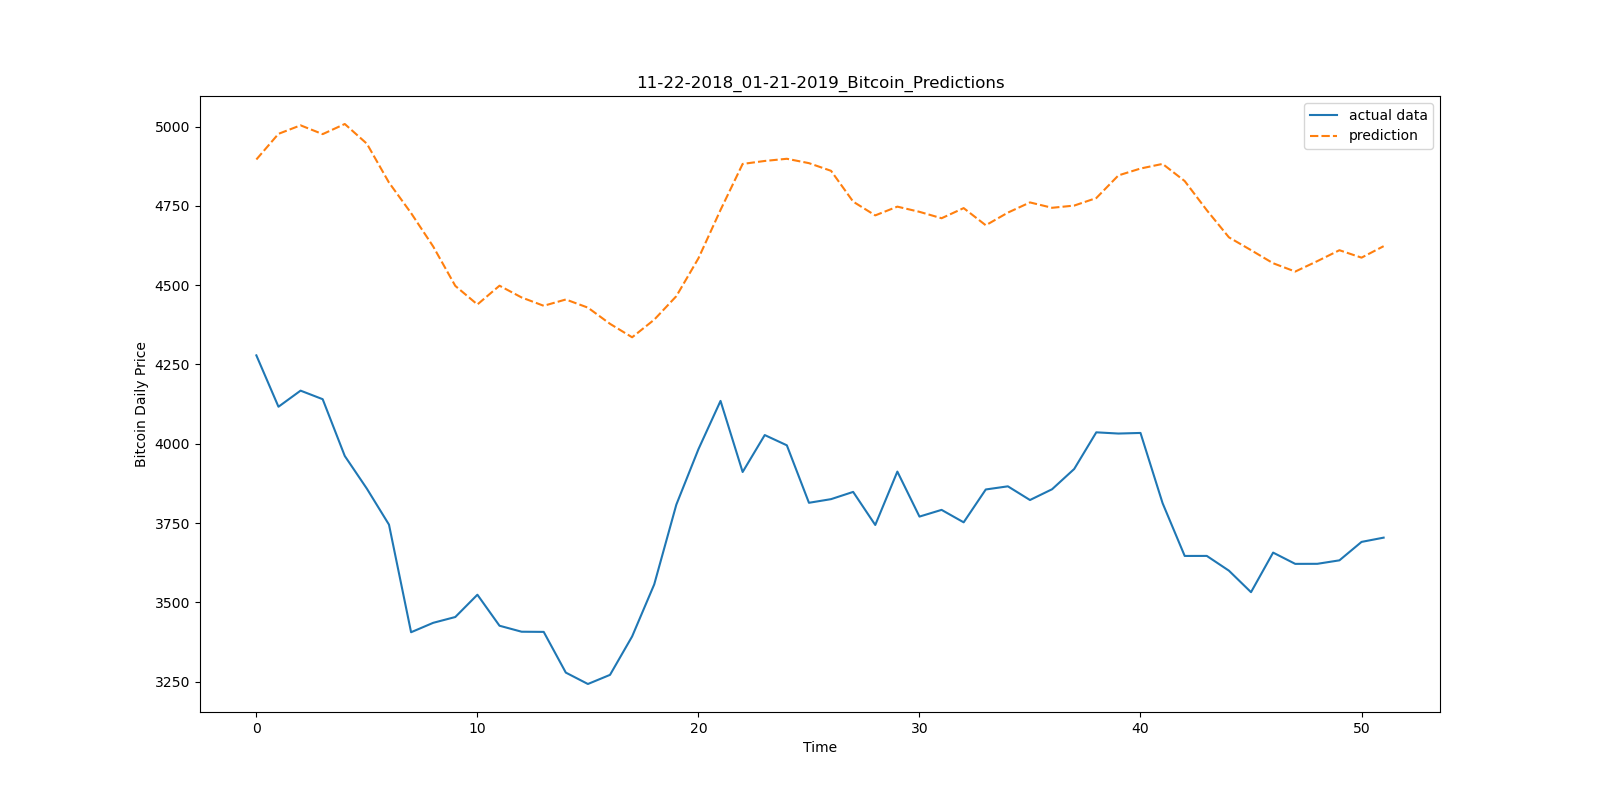 11-22-2018_01-21-2019_Bitcoin_Predictions
actual data
prediction
5000
4750
4500
4250
4000
3750
3500
3250
Bitcoin Daily Price
0 10 20 30 40 50
Time